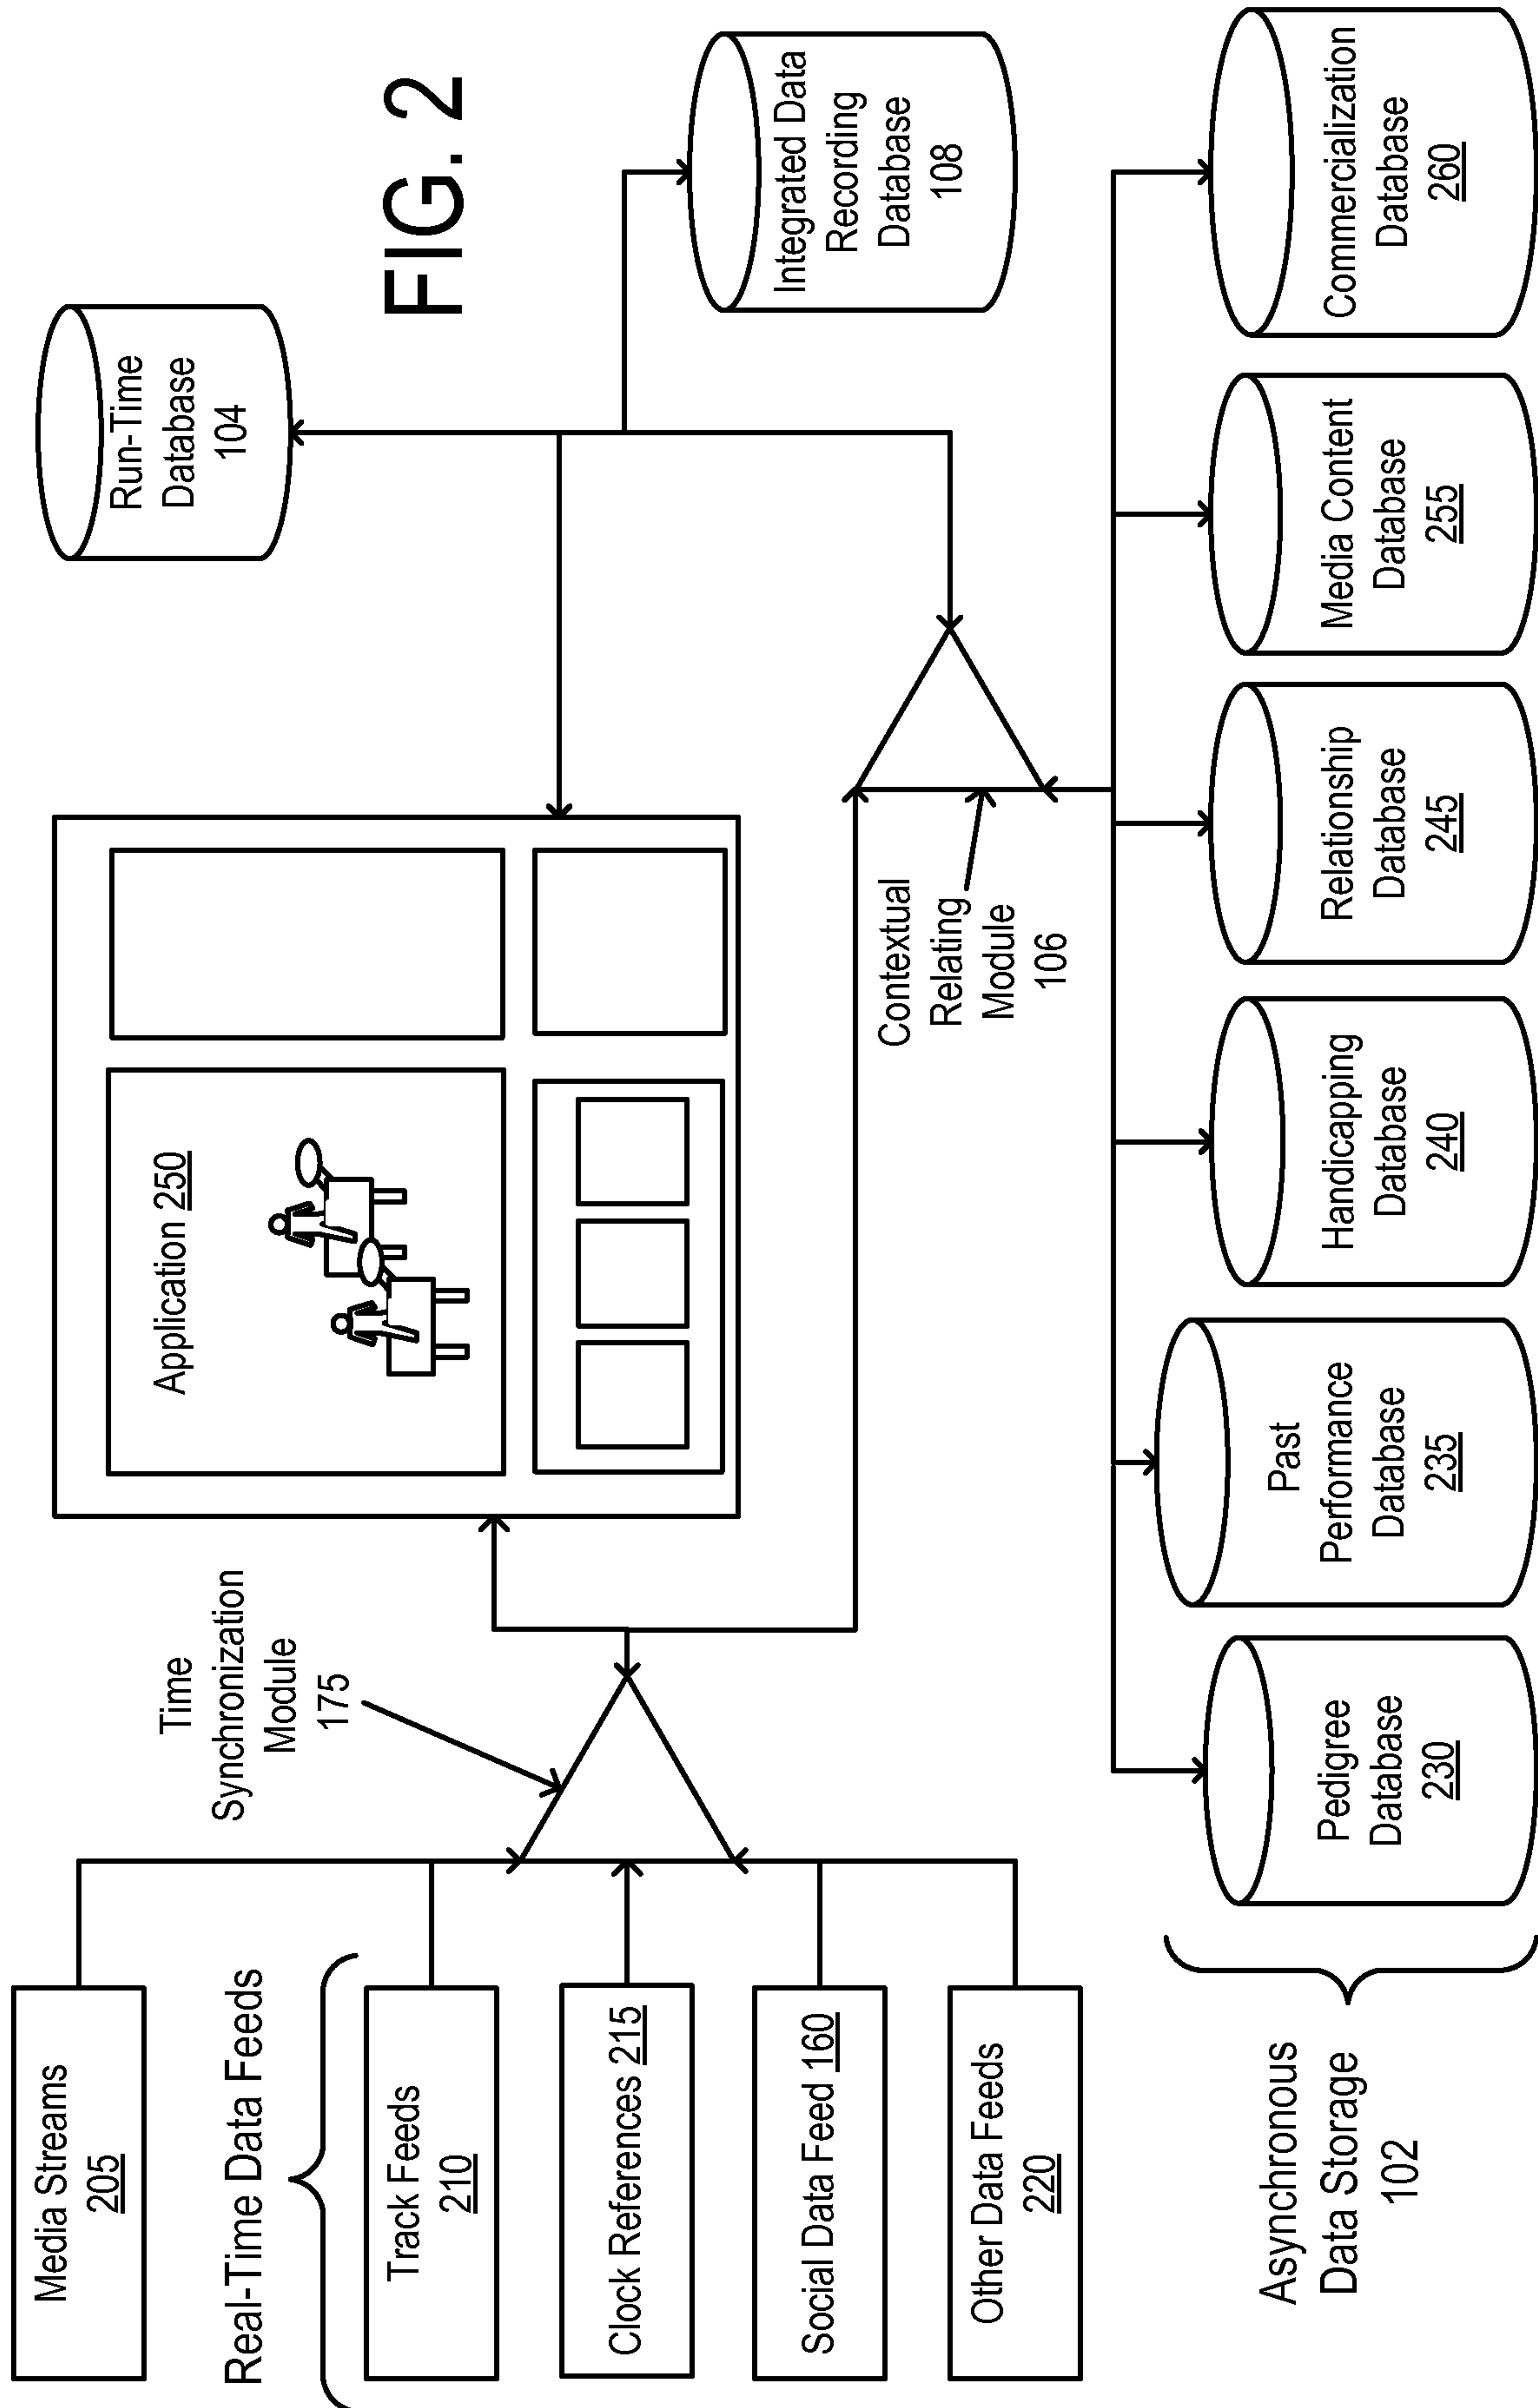 FIG. 2
Media Streams
205
Real-Time Data Feeds
Track Feeds
210
Clock References 215
Social Data Feed 160
Other Data Feeds
220
Time
Synchronization
Module
175
Application 250
Run-Time
Database
104
Integrated Data
Recording
Database
108
Contextual
Relating
Module
106
Asynchronous
Data Storage
102
Pedigree
Database
230
Past
Performance
Database
235
Handicapping
Database
240
Relationship
Database
245
Media Content
Database
255
Commercialization
Database
260